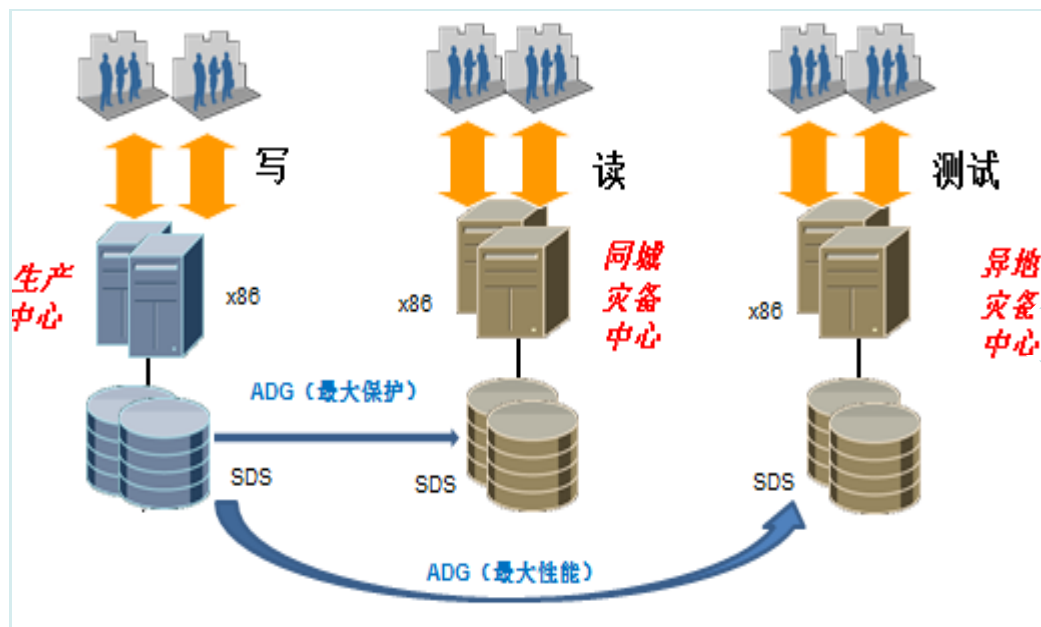 写
读
测试
生产
中心
x86
x86
同城
灾备
中心
x86
异地
灾备
中心
ADG（最大保护）
SDS
SDS
SDS
ADG（最大性能）